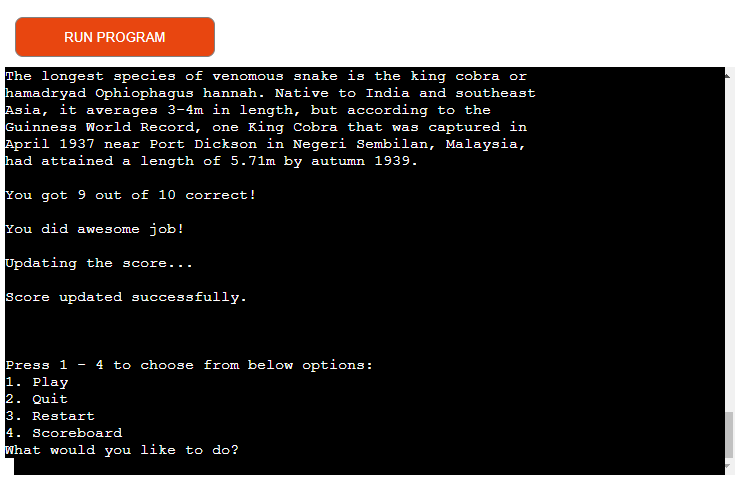 RUN PROGRAM
The longest species of venomous snake is the king cobra or
hamadryad Ophiophagus hannah. Native to India and southeast
Asia, it averages 3-4m in length, but according to the
Guinness World Record, one King Cobra that was captured in
April 1937 near Port Dickson in Negeri Sembilan, Malaysia,
had attained a length of 5.71m by autumn 1939.
You got 9 out of 10 correct!
You did awesome job!
Updating the score...
Score updated successfully.
Press 1 - 4 to choose from below options:
1. Play
2. Quit
3. Restart
4. Scoreboard
What would you like to do?